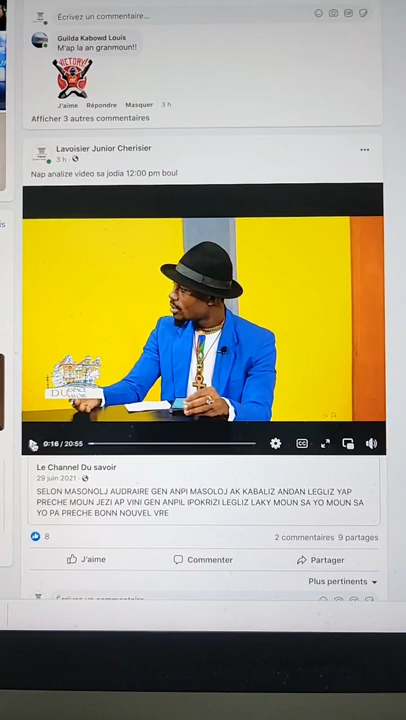 Écrivez un commentaire...
Guilda Kabowd Louis
M'ap la an granmoun!!
VICTORY
J'aime Répondre Masquer 3 h
Afficher 3 autres commentaires
Lavoisier Junior Cherisier
3 h
Nap analize video sa jodia 12:00 pm boul
0:16 / 20:55
CC
Le Channel Du savoir
29 juin 2021
SELON MASONOLJ AUDRAIRE GEN ANPI MASOLOJ AK KABALIZ ANDAN LEGLIZ YAP
PRECHE MOUN JEZI AP VINI GEN ANPIL IPOKRIZI LEGLIZ LAKY MOUN SA YO MOUN SA
YO PA PRECHE BONN NOUVEL VRE
8
2 commentaires 9 partages
J'aime Commenter Partager
Plus pertinents
Écrivez un commentaire...